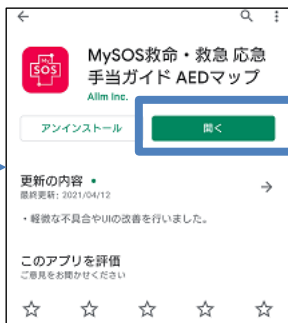 My
SOS
MySOS救命・救急 応急
手当ガイド AEDマップ
Allm Inc.
アンインストール
開く
更新の内容
最終更新: 2021/04/12
・軽微な不具合やUIの改善を行いました。
このアプリを評価
ご意見をお聞かせください